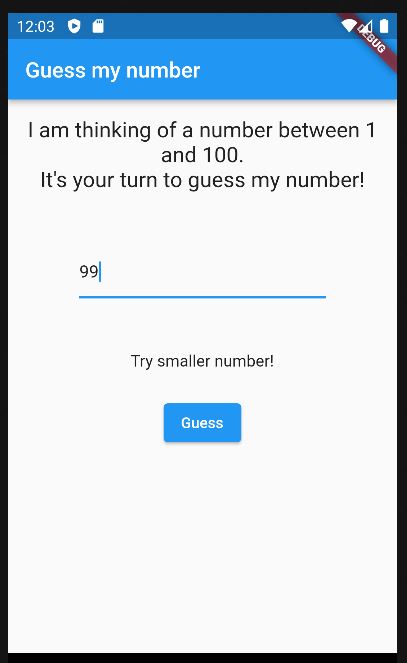 12:03
DEBUG
Guess my number
I am thinking of a number between 1
and 100.
It's your turn to guess my number!
99
Try smaller number!
Guess